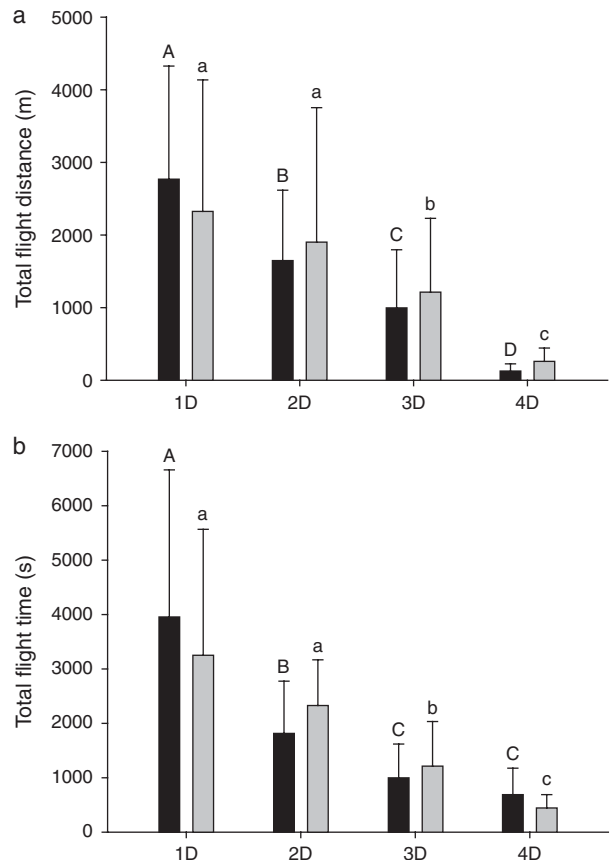 a
Total flight distance (m)
5000
4000
3000
2000
1000
0
A
a
B
a
C
b
D
c
1D
2D
3D
4D
b
Total flight time (s)
7000
6000
5000
4000
3000
2000
1000
0
A
a
B
a
C
b
C
c
1D
2D
3D
4D